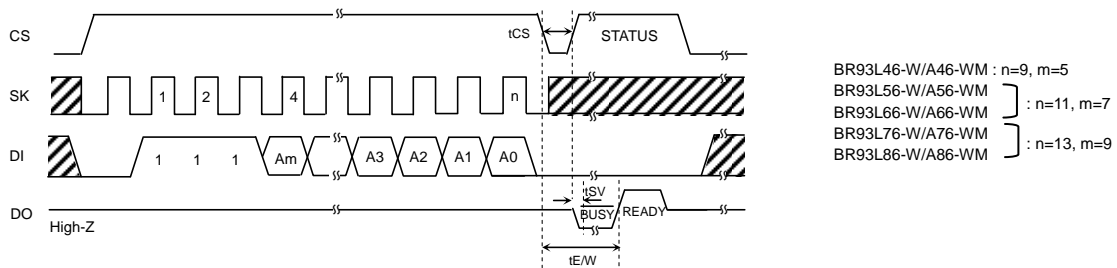 CS
tCS
STATUS
SK
1
2
4
n
DI
1
1
1
Am
A3
A2
A1
A0
tSV
DO
BUSY
READY
High-Z
tE/W
BR93L46-W/A46-WM : n=9, m=5
BR93L56-W/A56-WM
BR93L66-W/A66-WM
: n=11, m=7
BR93L76-W/A76-WM
BR93L86-W/A86-WM
: n=13, m=9